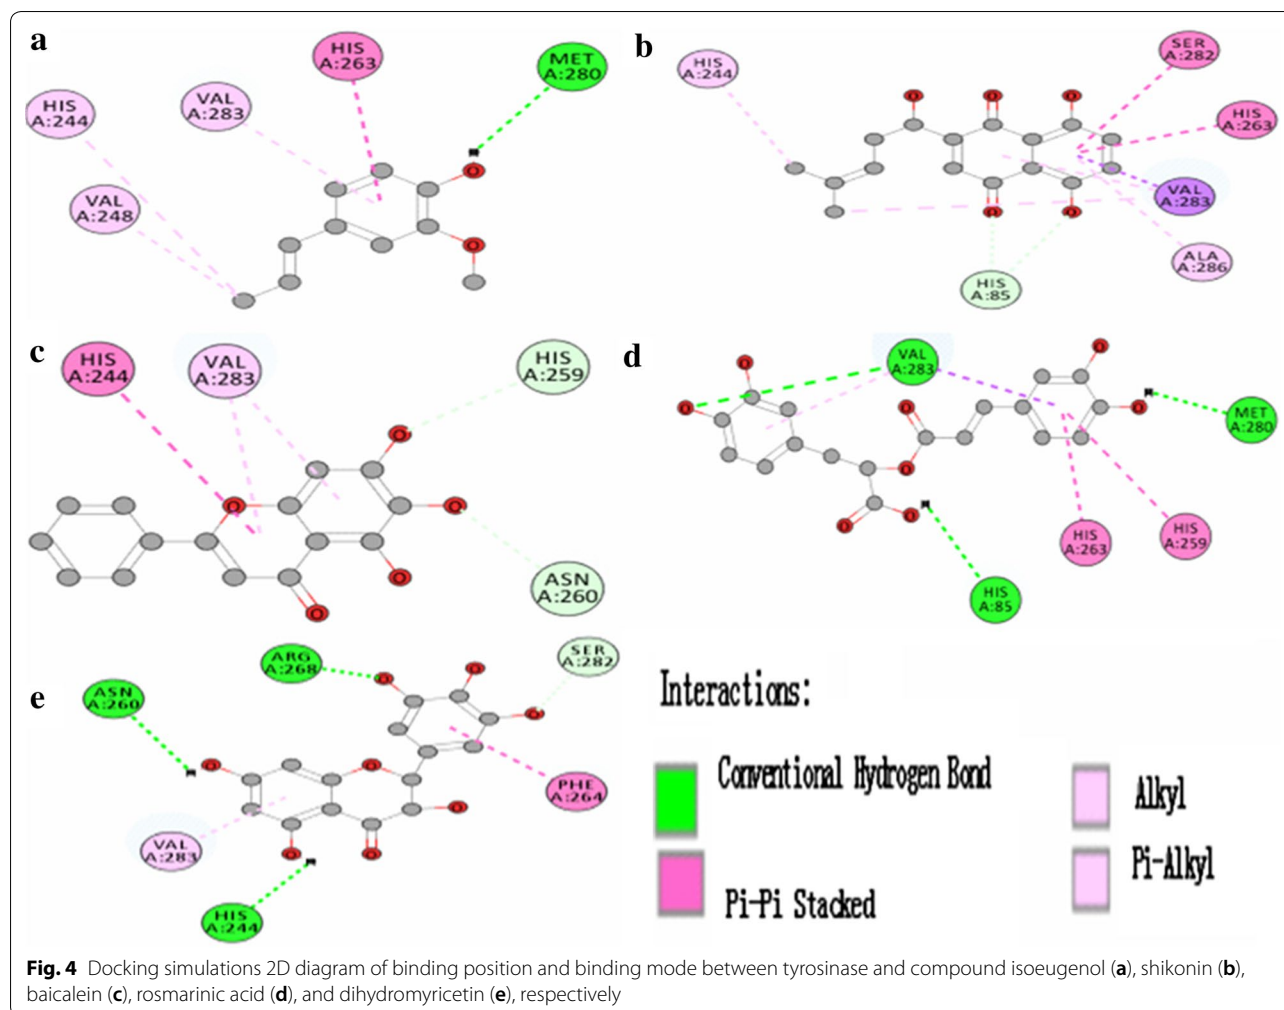 a
HIS
A:263
MET
A:280
VAL
A:283
HIS
A:244
VAL
A:248
O
O
b
HIS
A:244
SER
A:282
HIS
A:263
VAL
A:283
ALA
A:286
HIS
A:85
O
O
O
O
O
c
HIS
A:244
VAL
A:283
HIS
A:259
ASN
A:260
O
O
O
O
O
d
VAL
A:283
MET
A:280
HIS
A:263
HIS
A:259
HIS
A:85
O
O
O
O
O
O
O
O
e
ARG
A:268
SER
A:282
ASN
A:260
PHE
A:264
VAL
A:283
HIS
A:244
O
O
O
O
O
O
O
O
Interactions:
Conventional Hydrogen Bond
Pi-Pi Stacked
Alkyl
Pi-Alkyl
Fig. 4 Docking simulations 2D diagram of binding position and binding mode between tyrosinase and compound isoeugenol (a), shikonin (b),
baicalein (c), rosmarinic acid (d), and dihydromyricetin (e), respectively